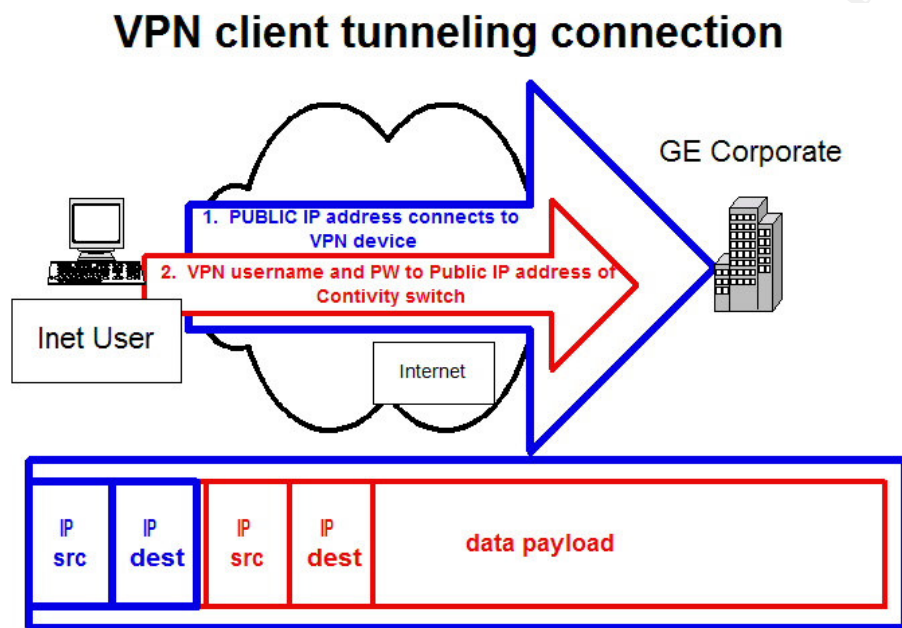 VPN client tunneling connection
GE Corporate
1. PUBLIC IP address connects to
VPN device
2. VPN username and PW to Public IP address of
Contivity switch
Inet User
Internet
IP
src
IP
dest
IP
src
IP
dest
data payload